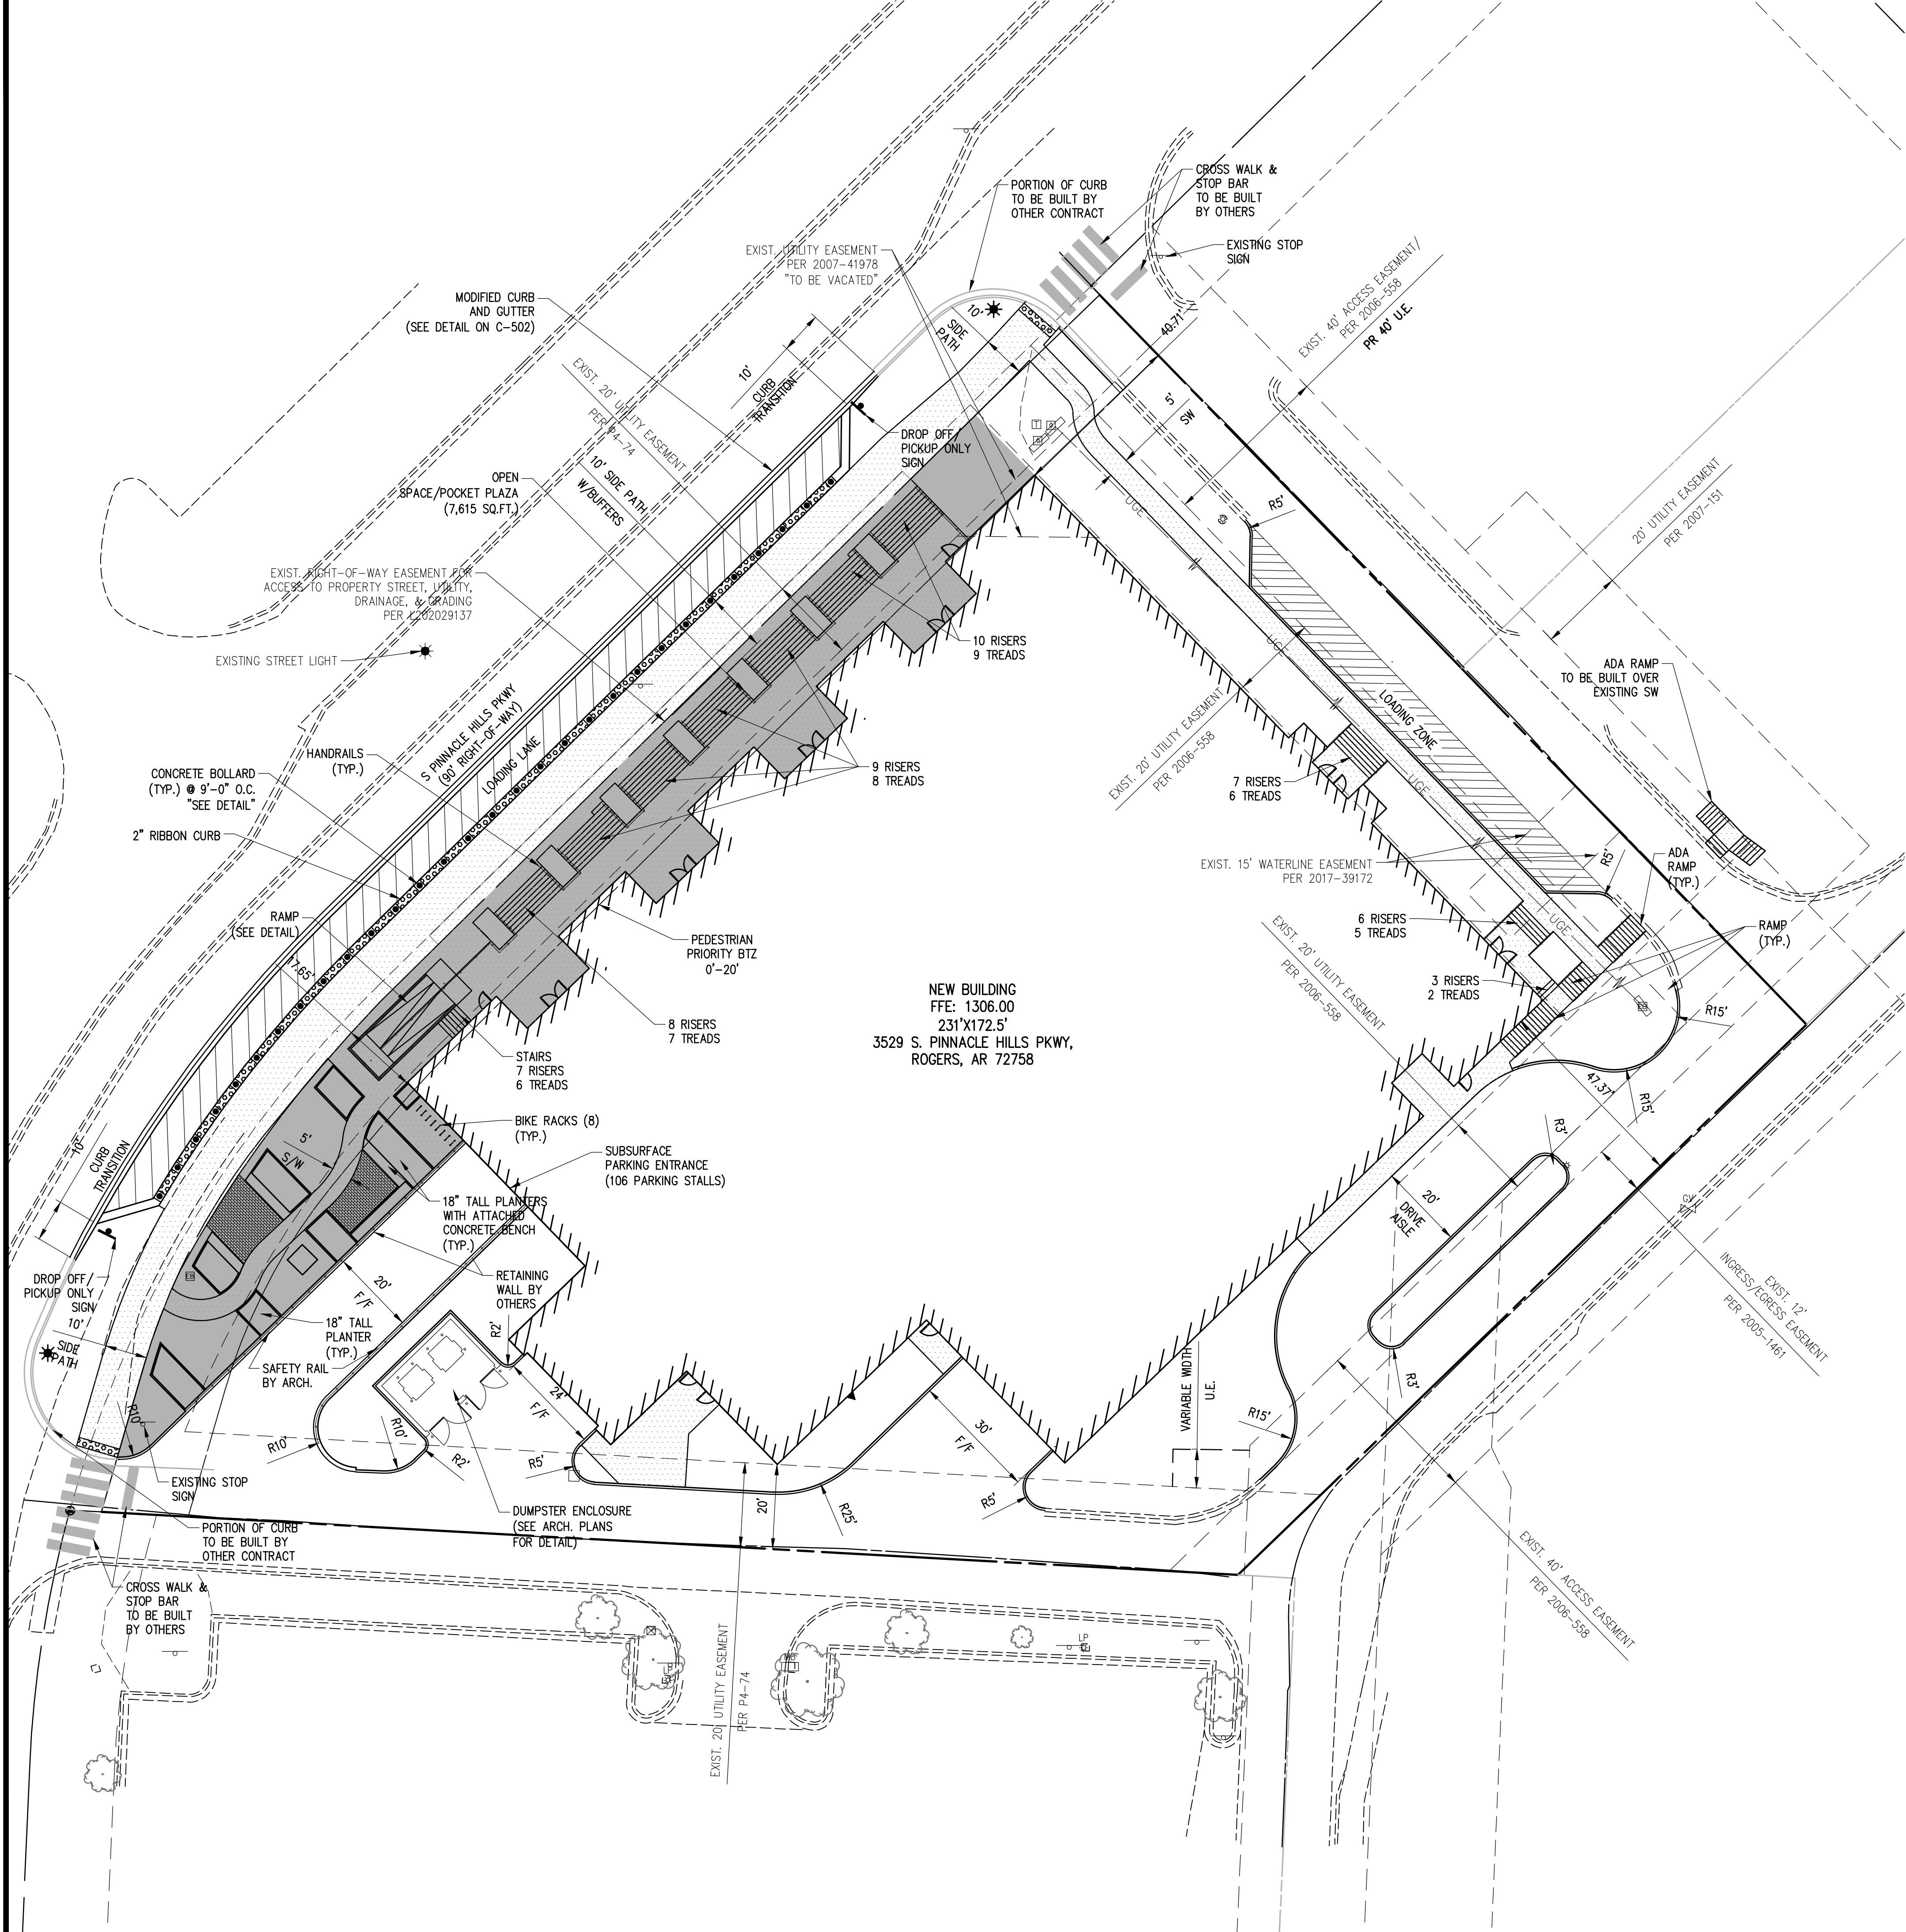 PORTION OF CURB
TO BE BUILT BY
OTHER CONTRACT
CROSS WALK &
STOP BAR
TO BE BUILT
BY OTHERS
EXISTING STOP
SIGN
EXIST. UTILITY EASEMENT
PER 2007-41978
"TO BE VACATED"
EXIST. 40' ACCESS EASEMENT/
PER 2006-558
PR 40' U.E.
MODIFIED CURB
AND GUTTER
(SEE DETAIL ON C-502)
10'
SIDE
PATH
40.71'
10'
CURB
TRANSITION
EXIST. 20' UTILITY EASEMENT
PER P4-74
5'
SW
DROP OFF/
PICKUP ONLY
SIGN
T
OPEN
SPACE/POCKET PLAZA
(7,615 SQ.FT.)
10' SIDE PATH
W/BUFFERS
UGE
R5'
20' UTILITY EASEMENT
PER 2007-151
EXIST. RIGHT-OF-WAY EASEMENT FOR
ACCESS TO PROPERTY STREET, UTILITY,
DRAINAGE, & GRADING
PER L202029137
EXISTING STREET LIGHT
10 RISERS
9 TREADS
UGE
ADA RAMP
TO BE BUILT OVER
EXISTING SW
S PINNACLE HILLS PKWY
(90' RIGHT-OF-WAY)
LOADING LANE
LOADING ZONE
EXIST. 20' UTILITY EASEMENT
PER 2006-558
HANDRAILS
(TYP.)
CONCRETE BOLLARD
(TYP.) @ 9'-0" O.C.
"SEE DETAIL"
2" RIBBON CURB
9 RISERS
8 TREADS
7 RISERS
6 TREADS
UGE
EXIST. 15' WATERLINE EASEMENT
PER 2017-39172
R5'
ADA
RAMP
(TYP.)
RAMP
(SEE DETAIL)
7.65'
PEDESTRIAN
PRIORITY BTZ
0'-20'
6 RISERS
5 TREADS
UGE
RAMP
(TYP.)
EXIST. 20' UTILITY EASEMENT
PER 2006-558
3 RISERS
2 TREADS
R15'
NEW BUILDING
FFE: 1306.00
231'X172.5'
3529 S. PINNACLE HILLS PKWY,
ROGERS, AR 72758
8 RISERS
7 TREADS
STAIRS
7 RISERS
6 TREADS
47.37'
R15'
R3'
BIKE RACKS (8)
(TYP.)
SUBSURFACE
PARKING ENTRANCE
(106 PARKING STALLS)
5'
S/W
10'
CURB
TRANSITION
18" TALL PLANTERS
WITH ATTACHED
CONCRETE BENCH
(TYP.)
20'
DRIVE
AISLE
GV
RETAINING
WALL BY
OTHERS
20'
F/F
EB
DROP OFF/
PICKUP ONLY
SIGN
10'
SIDE
PATH
18" TALL
PLANTER
(TYP.)
SAFETY RAIL
BY ARCH.
R2'
24'
F/F
EXIST. 12'
INGRESS/EGRESS EASEMENT
PER 2005-1461
VARIABLE WIDTH
U.E.
R3'
R15'
R10'
R10'
R10'
R2'
30'
F/F
R5'
R5'
R25'
20'
EXISTING STOP
SIGN
DUMPSTER ENCLOSURE
(SEE ARCH. PLANS
FOR DETAIL)
PORTION OF CURB
TO BE BUILT BY
OTHER CONTRACT
CROSS WALK &
STOP BAR
TO BE BUILT
BY OTHERS
EXIST. 40' ACCESS EASEMENT
PER 2006-558
EXIST. 20' UTILITY EASEMENT
PER P4-74
LP
LP